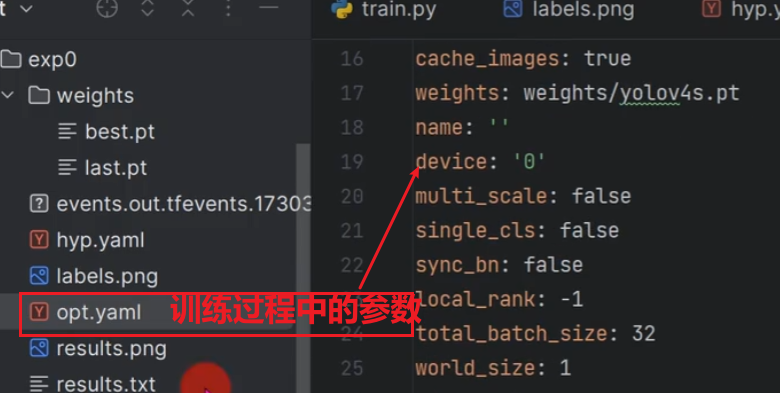 train.py
labels.png
hyp.y
exp0
weights
best.pt
last.pt
events.out.tfevents.17303
hyp.yaml
labels.png
opt.yaml
results.png
results.txt
训练过程中的参数
16 cache_images: true
17 weights: weights/yolov4s.pt
18 name: ''
19 device: '0'
20 multi_scale: false
21 single_cls: false
22 sync_bn: false
local_rank: -1
24 total_batch_size: 32
25 world_size: 1